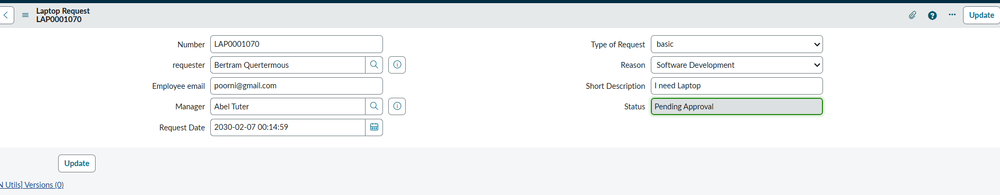 Laptop Request
LAP0001070
Update
Number LAP0001070
requester Bertram Quertermous
Employee email poorni@gmail.com
Manager Abel Tuter
Request Date 2030-02-07 00:14:59
Type of Request basic
Reason Software Development
Short Description I need Laptop
Status Pending Approval
Update
N Utils] Versions (0)